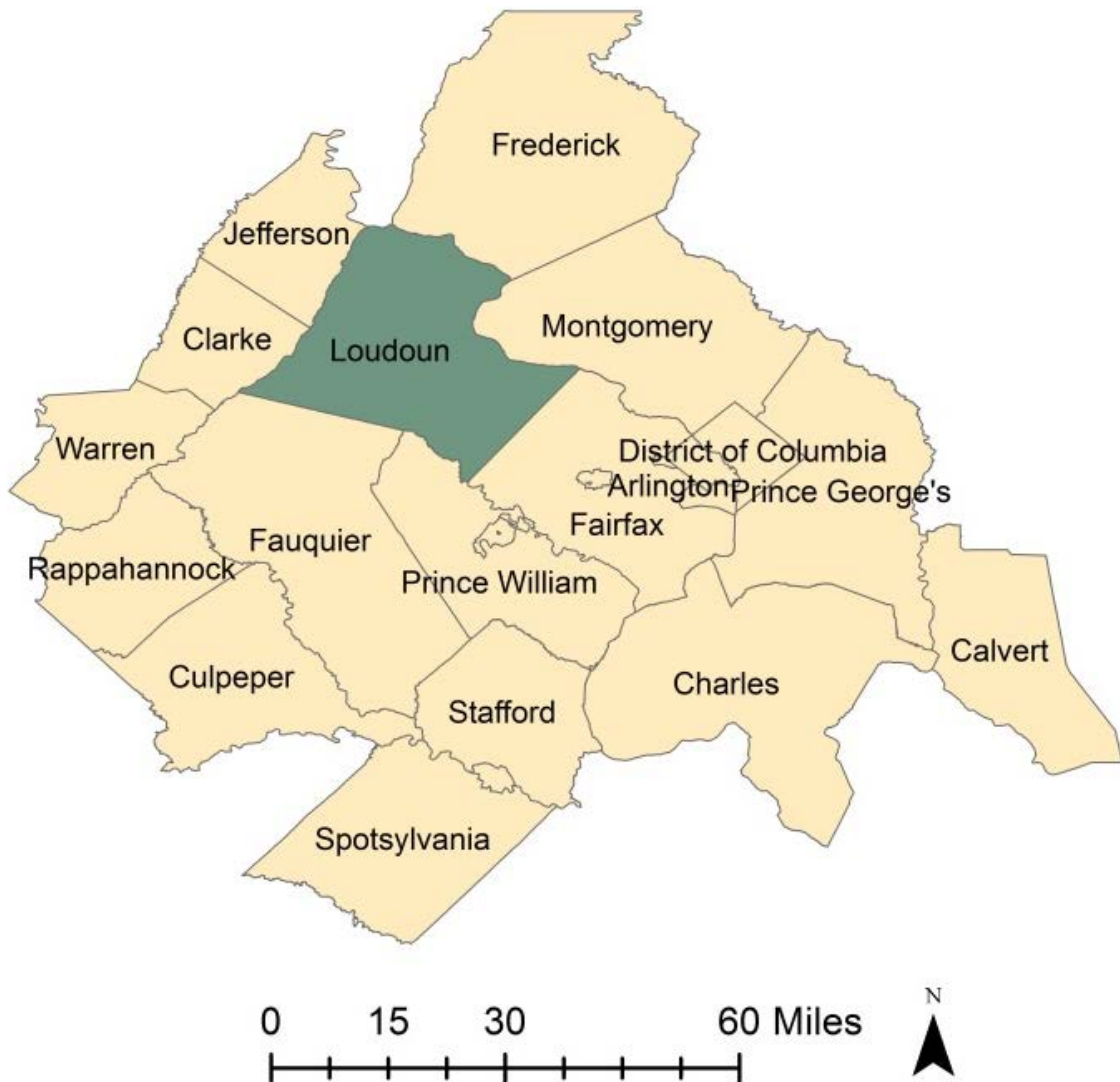 Frederick
Jefferson
Montgomery
Clarke
Loudoun
Warren
District of Columbia
Arlington
Prince George's
Fairfax
Fauquier
Rappahannock
Prince William
Calvert
Culpeper
Charles
Stafford
Spotsylvania
N
0 15 30 60 Miles